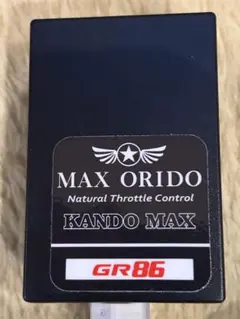 MAX ORIDO
Natural Throttle Control
KANDO MAX
GR86